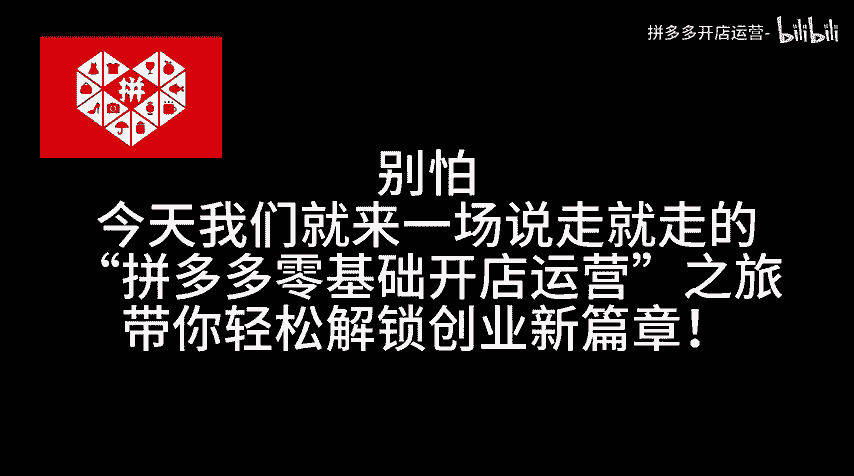 拼多多开店运营- bilibili
拼
别怕
今天我们就来一场说走就走的
“拼多多零基础开店运营”之旅
带你轻松解锁创业新篇章！